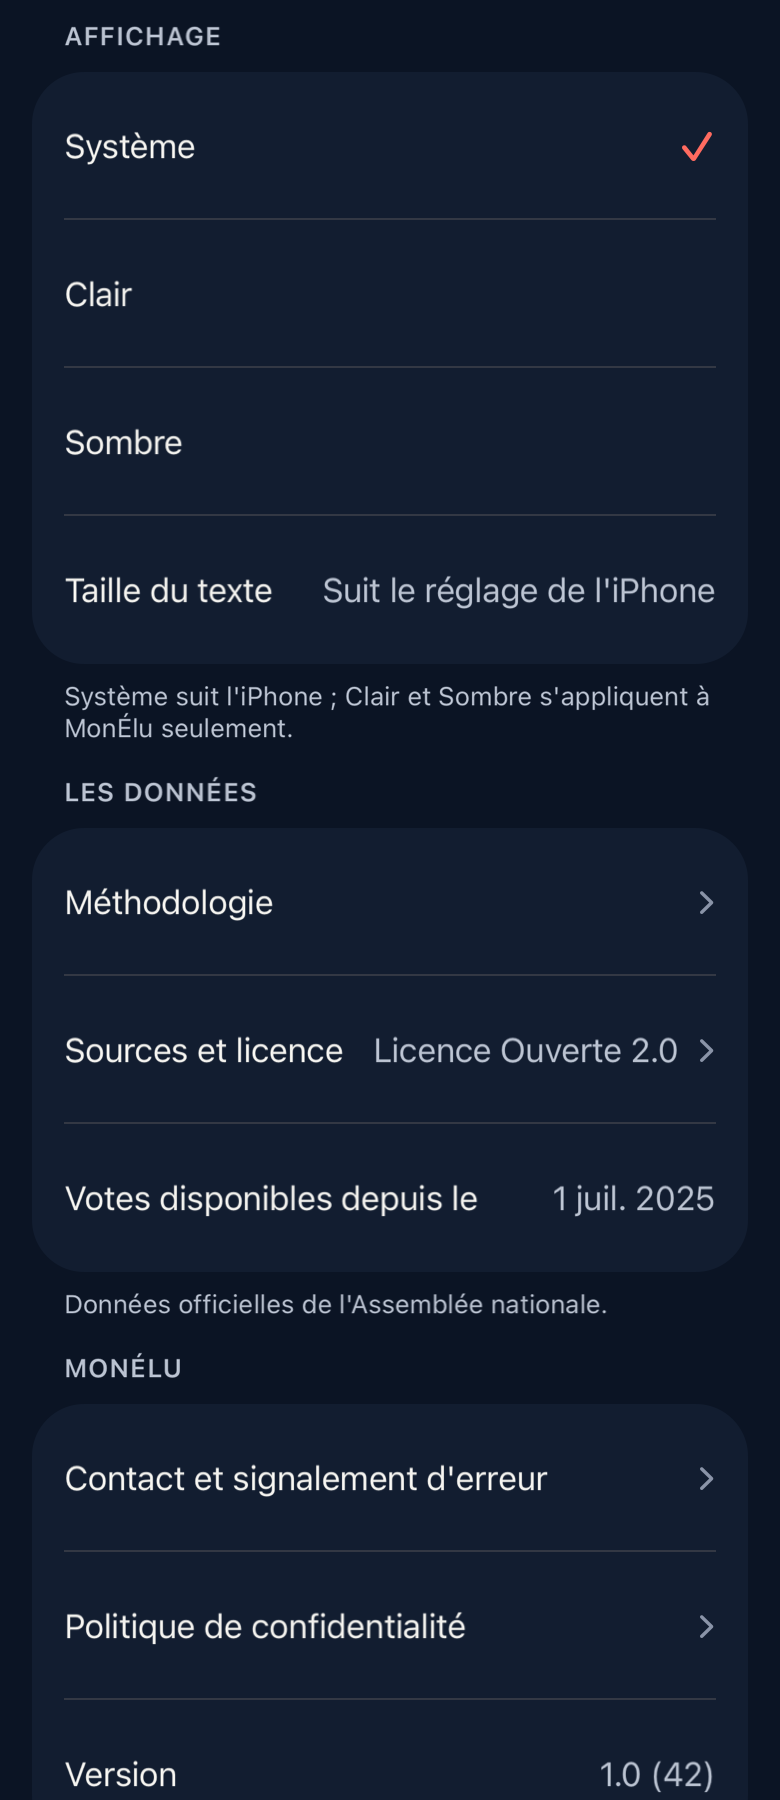 AFFICHAGE
Système
Clair
Sombre
Taille du texte Suit le réglage de l'iPhone
Système suit l'iPhone ; Clair et Sombre s'appliquent à
MonÉlu seulement.
LES DONNÉES
Méthodologie
Sources et licence Licence Ouverte 2.0
Votes disponibles depuis le 1 juil. 2025
Données officielles de l'Assemblée nationale.
MONÉLU
Contact et signalement d'erreur
Politique de confidentialité
Version 1.0 (42)